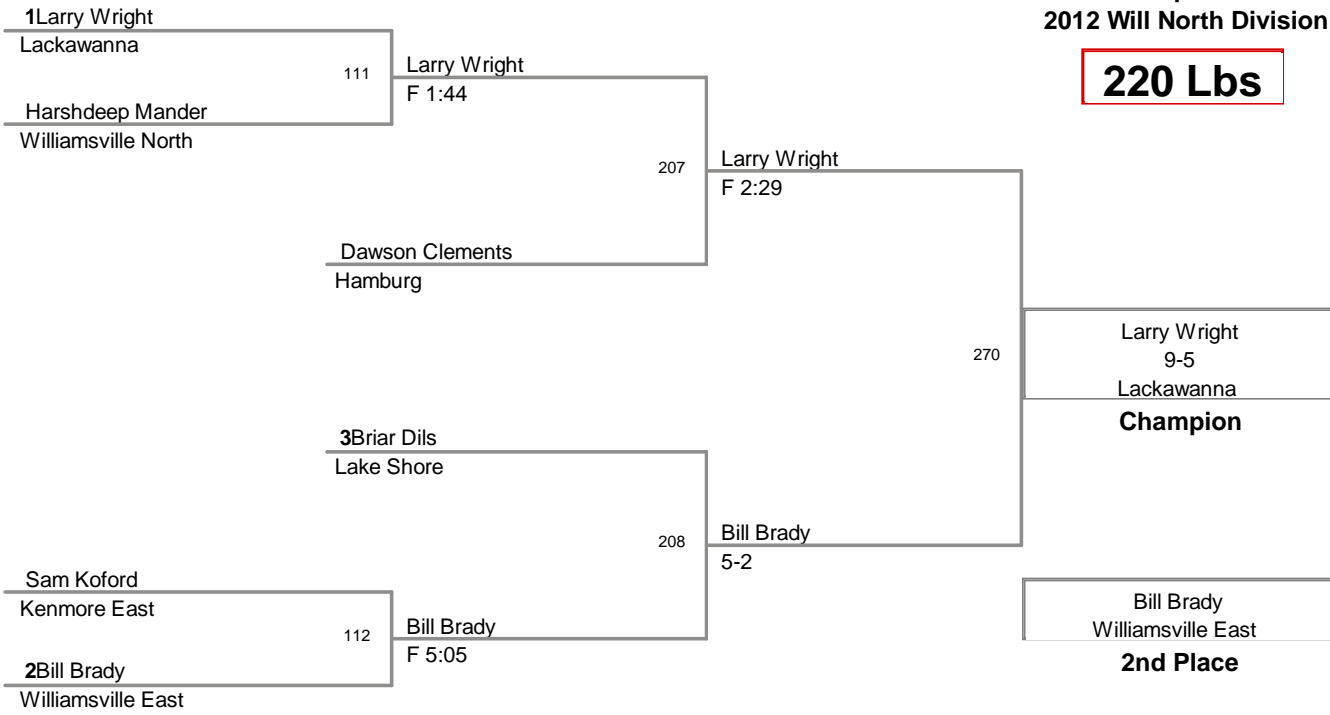 2012 Will North Division
220 Lbs
1Larry Wright
Lackawanna
111
Larry Wright
F 1:44
Harshdeep Mander
Williamsville North
207
Larry Wright
F 2:29
Dawson Clements
Hamburg
270
Larry Wright
9-5
Lackawanna
Champion
3Briar Dils
Lake Shore
208
Bill Brady
5-2
Sam Koford
Kenmore East
112
Bill Brady
F 5:05
2Bill Brady
Williamsville East
Bill Brady
Williamsville East
2nd Place